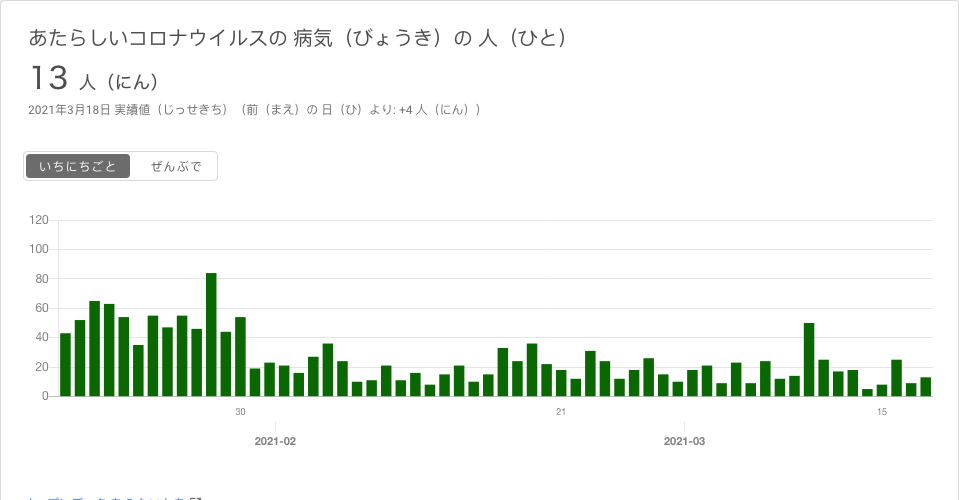 あたらしいコロナウイルスの 病気（びょうき）の 人（ひと）
13 人（にん）
2021年3月18日 実績値（じっせきち）（前（まえ）の 日（ひ）より: +4 人（にん））
いちにちごと ぜんぶで
120
100
80
60
40
20
0
30 21 15
2021-02 2021-03